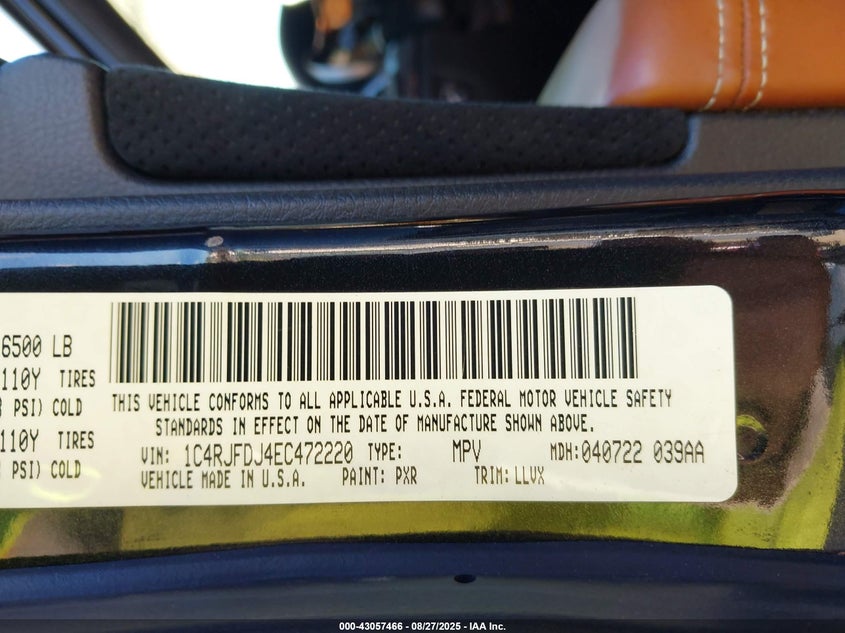 6500 LB
110Y TIRES
PSI) COLD
110Y TIRES
PSI) COLD
THIS VEHICLE CONFORMS TO ALL APPLICABLE U.S.A. FEDERAL MOTOR VEHICLE SAFETY
STANDARDS IN EFFECT ON THE DATE OF MANUFACTURE SHOWN ABOVE.
VIN: 1C4RJFDJ4EC472220 TYPE: MPV MDH:040722 039AA
VEHICLE MADE IN U.S.A. PAINT: PXR TRIM: LLVX
000-43057466 - 08/27/2025 - IAA Inc.